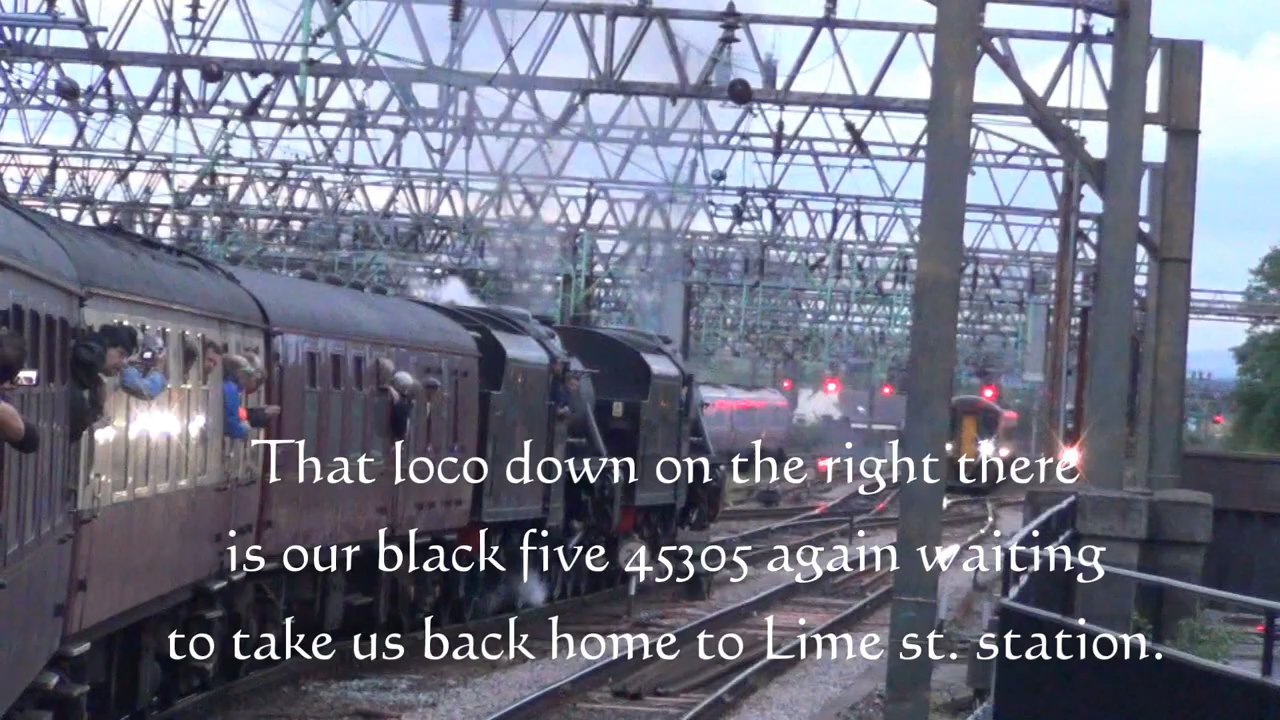 That loco down on the right there
is our black five 45305 again waiting
to take us back home to Lime st. station.